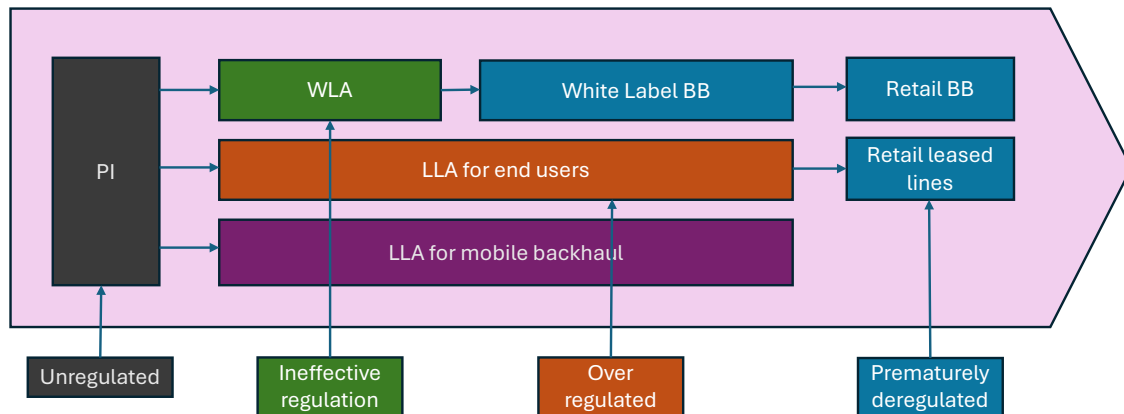 WLA
White Label BB
Retail BB
PI
LLA for end users
Retail leased
lines
LLA for mobile backhaul
Unregulated
Ineffective
regulation
Over
regulated
Prematurely
deregulated